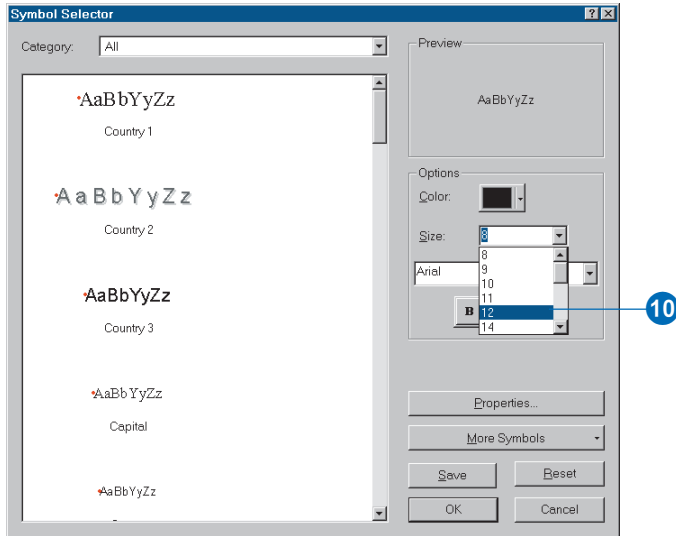 Symbol Selector
Category: All
AaBbYyZz
Country 1
AaBbYyZz
Country 2
AaBbYyZz
Country 3
AaBbYyZz
Capital
AaBbYyZz
Preview
AaBbYyZz
Options
Color:
Size: 8
8
9
10
11
12
14
Arial
B
10
Properties...
More Symbols
Save
Reset
OK
Cancel